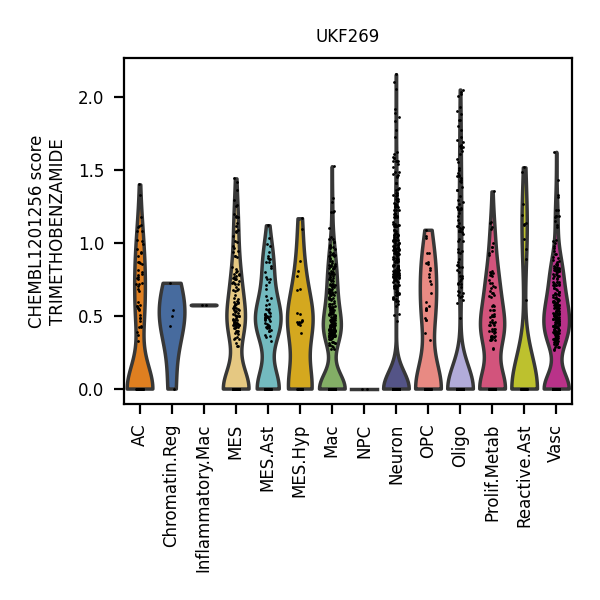 UKF269
CHEMBL1201256 score
TRIMETHOBENZAMIDE
2.0
1.5
1.0
0.5
0.0
AC
Chromatin.Reg
Inflammatory.Mac
MES
MES.Ast
MES.Hyp
Mac
NPC
Neuron
OPC
Oligo
Prolif.Metab
Reactive.Ast
Vasc